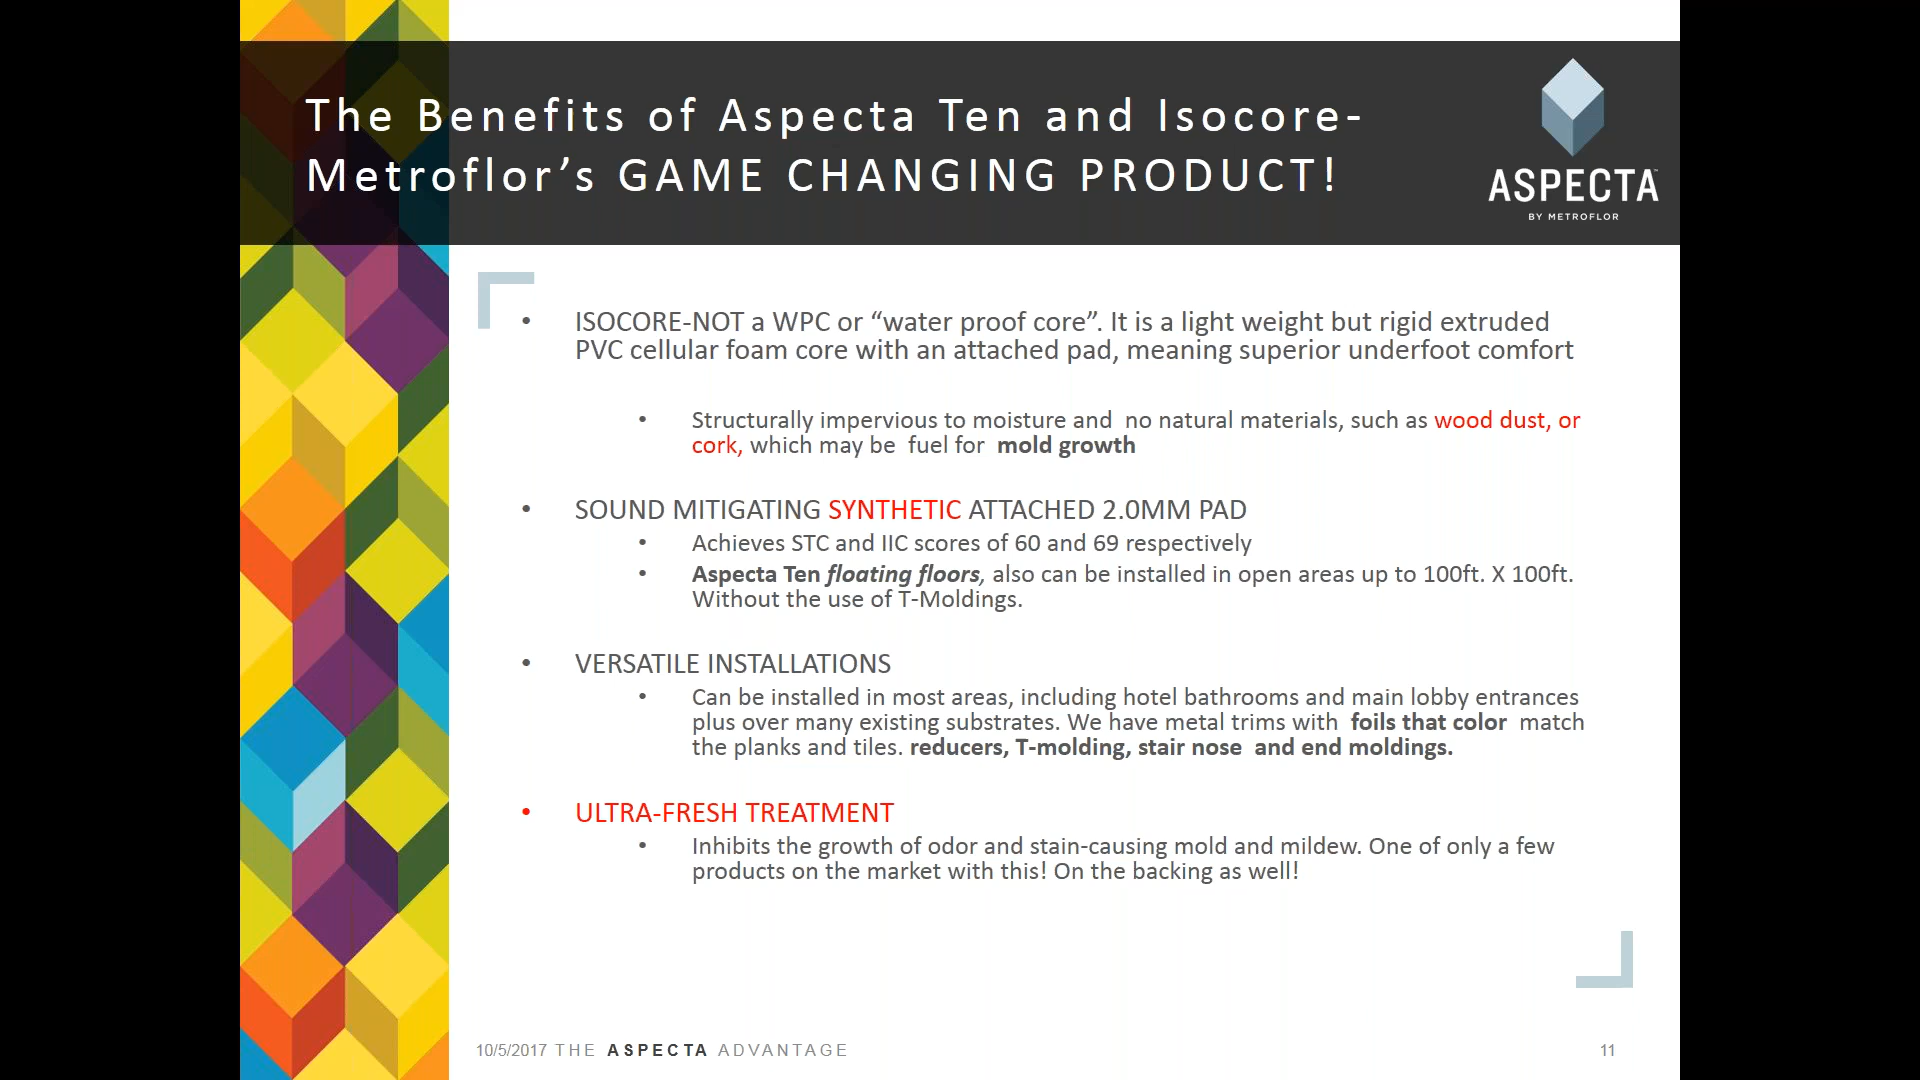 The Benefits of Aspecta Ten and Isocore-
Metroflor’s GAME CHANGING PRODUCT!
ASPECTA™
BY METROFLOR
• ISOCORE-NOT a WPC or “water proof core”. It is a light weight but rigid extruded
PVC cellular foam core with an attached pad, meaning superior underfoot comfort
• Structurally impervious to moisture and no natural materials, such as wood dust, or
cork, which may be fuel for mold growth
• SOUND MITIGATING SYNTHETIC ATTACHED 2.0MM PAD
• Achieves STC and IIC scores of 60 and 69 respectively
• Aspecta Ten floating floors, also can be installed in open areas up to 100ft. X 100ft.
Without the use of T-Moldings.
• VERSATILE INSTALLATIONS
• Can be installed in most areas, including hotel bathrooms and main lobby entrances
plus over many existing substrates. We have metal trims with foils that color match
the planks and tiles. reducers, T-molding, stair nose and end moldings.
• ULTRA-FRESH TREATMENT
• Inhibits the growth of odor and stain-causing mold and mildew. One of only a few
products on the market with this! On the backing as well!
10/5/2017 THE ASPECTA ADVANTAGE
11